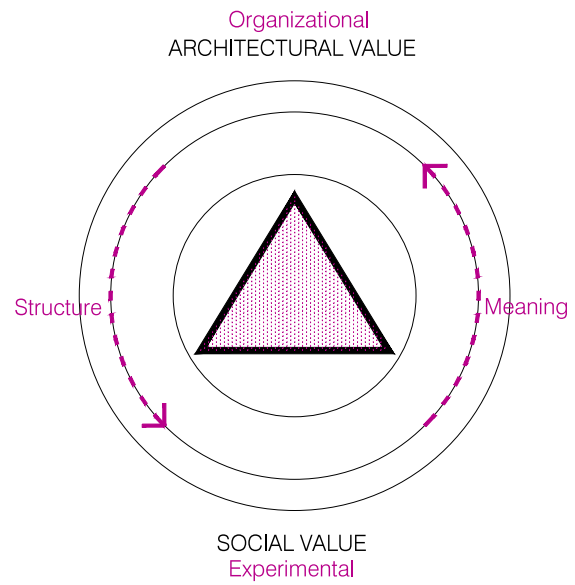 Organizational
ARCHITECTURAL VALUE
Structure
Meaning
SOCIAL VALUE
Experimental